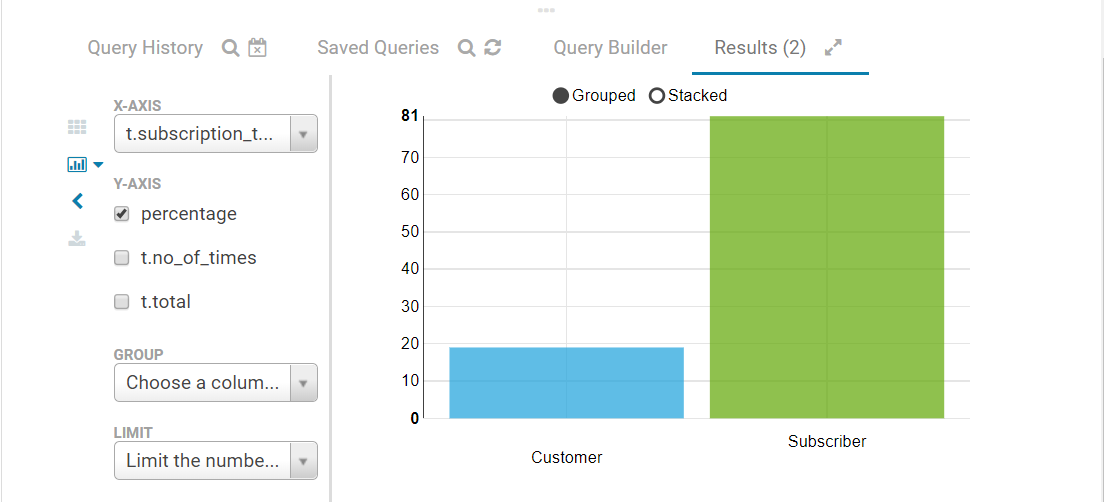 Query History
Saved Queries
Query Builder
Results (2)
X-AXIS
t.subscription_t...
Y-AXIS
percentage
t.no_of_times
t.total
GROUP
Choose a colum...
LIMIT
Limit the numbe...
Grouped
Stacked
81
70
60
50
40
30
20
10
0
Customer
Subscriber